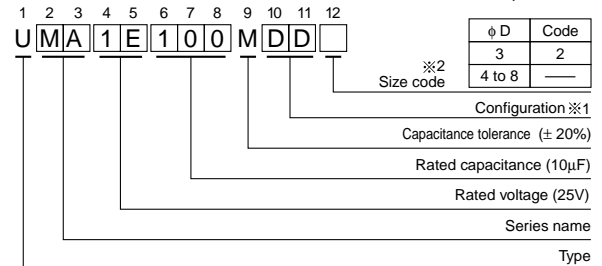 1 2 3 4 5 6 7 8 9 10 11 12
U M A 1 E 1 0 0 M D D
φ D Code
3 2
4 to 8 —
※2
Size code
Configuration ※1
Capacitance tolerance (± 20%)
Rated capacitance (10µF)
Rated voltage (25V)
Series name
Type